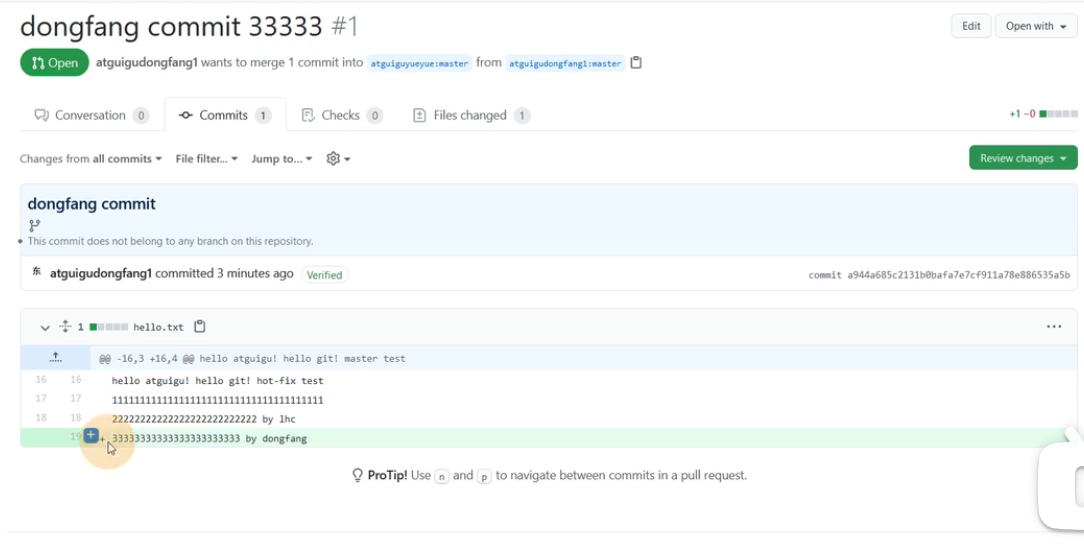 dongfang commit 33333 #1
Edit
Open with
Open
atguigudongfang1 wants to merge 1 commit into atguiguyueyue:master from atguigudongfang1:master
Conversation 0
Commits 1
Checks 0
Files changed 1
+1 −0
Changes from all commits
File filter...
Jump to...
Review changes
dongfang commit
This commit does not belong to any branch on this repository.
东 atguigudongfang1 committed 3 minutes ago Verified
commit a944a685c2131b0bafa7e7cf911a78e886535a5b
1 hello.txt
@@ -16,3 +16,4 @@ hello atguigu! hello git! master test
16 16 hello atguigu! hello git! hot-fix test
17 17 1111111111111111111111111111111111111
18 18 22222222222222222222222222 by lhc
19 + 33333333333333333333333 by dongfang
ProTip! Use n and p to navigate between commits in a pull request.